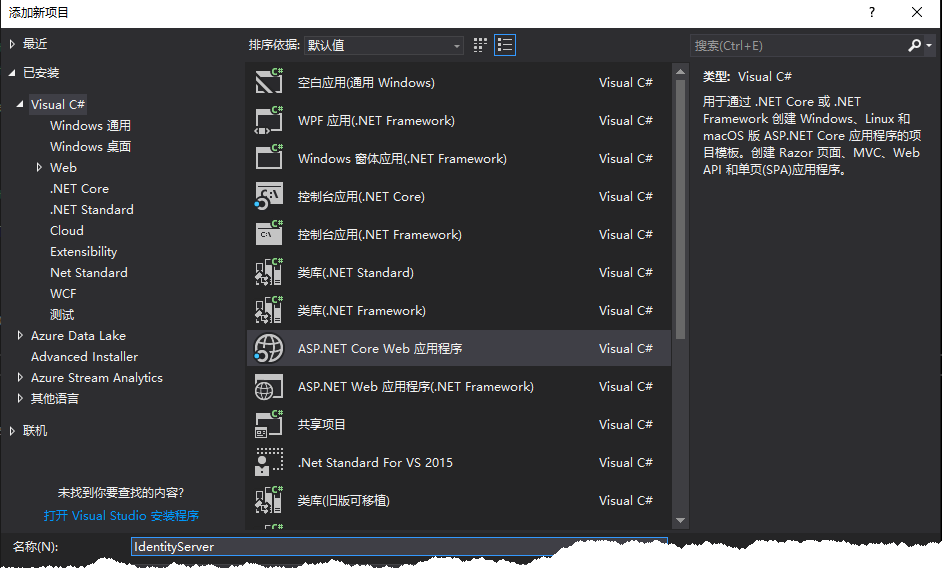 添加新项目
最近
已安装
Visual C#
Windows 通用
Windows 桌面
Web
.NET Core
.NET Standard
Cloud
Extensibility
Net Standard
WCF
测试
Azure Data Lake
Advanced Installer
Azure Stream Analytics
其他语言
联机
未找到你要查找的内容?
打开 Visual Studio 安装程序
排序依据: 默认值
空白应用(通用 Windows) Visual C#
WPF 应用(.NET Framework) Visual C#
Windows 窗体应用(.NET Framework) Visual C#
控制台应用(.NET Core) Visual C#
控制台应用(.NET Framework) Visual C#
类库(.NET Standard) Visual C#
类库(.NET Framework) Visual C#
ASP.NET Core Web 应用程序 Visual C#
ASP.NET Web 应用程序(.NET Framework) Visual C#
共享项目 Visual C#
.Net Standard For VS 2015 Visual C#
类库(旧版可移植) Visual C#
搜索(Ctrl+E)
类型: Visual C#
用于通过 .NET Core 或 .NET
Framework 创建 Windows、Linux 和
macOS 版 ASP.NET Core 应用程序的项
目模板。创建 Razor 页面、MVC、Web
API 和单页(SPA)应用程序。
名称(N): IdentityServer